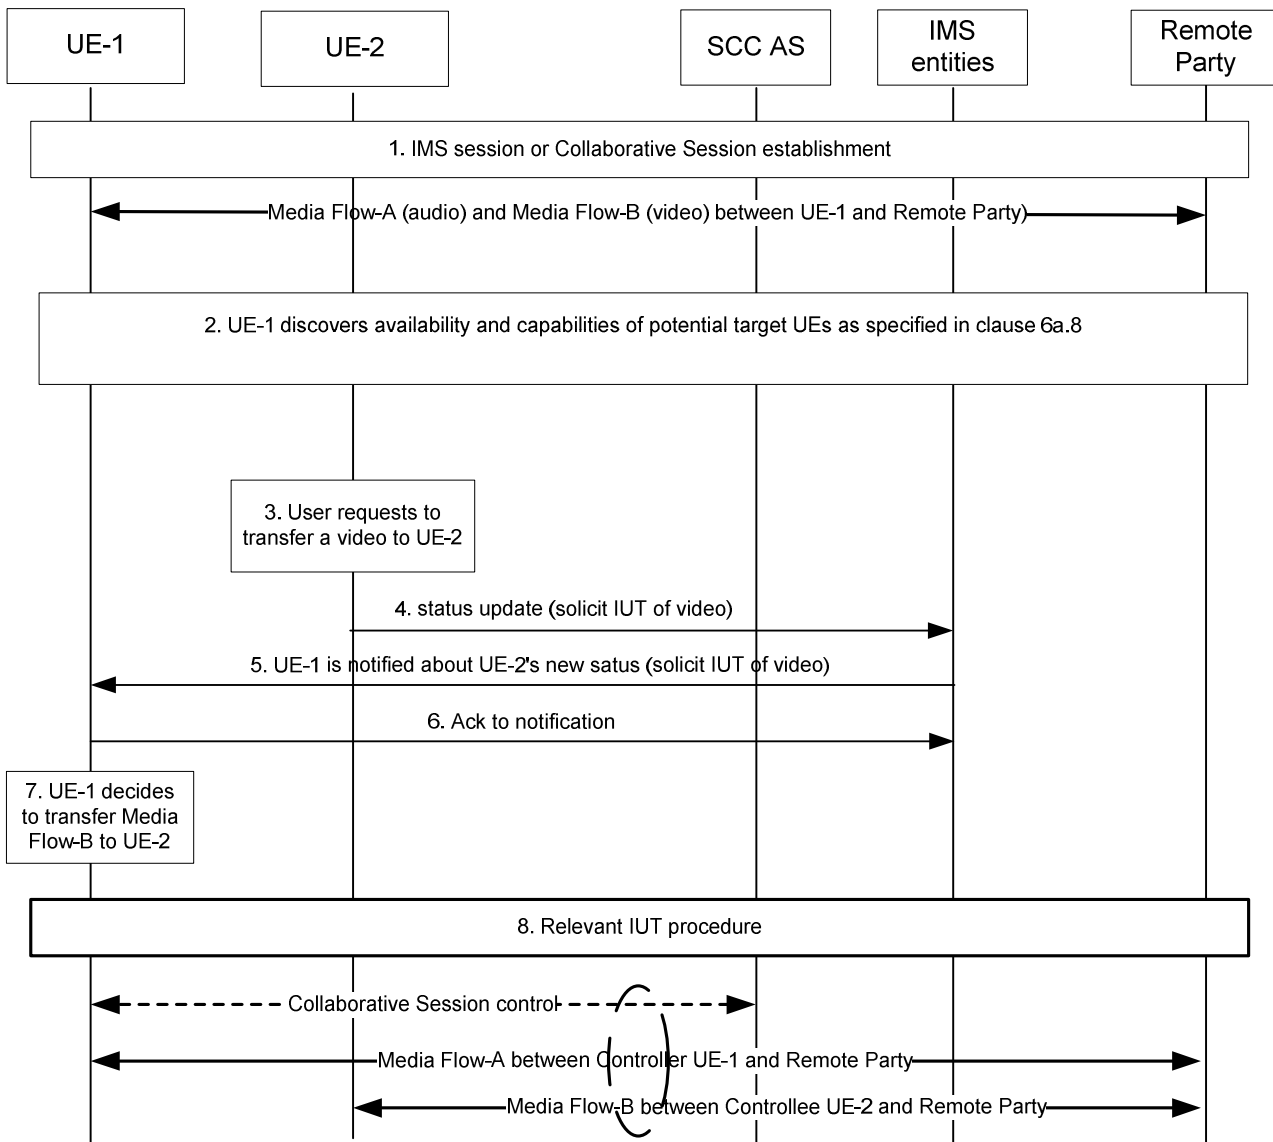 UE-1
UE-2
SCC AS
IMS
entities
Remote
Party
1. IMS session or Collaborative Session establishment
Media Flow-A (audio) and Media Flow-B (video) between UE-1 and Remote Party)
2. UE-1 discovers availability and capabilities of potential target UEs as specified in clause 6a.8
3. User requests to
transfer a video to UE-2
4. status update (solicit IUT of video)
5. UE-1 is notified about UE-2's new satus (solicit IUT of video)
6. Ack to notification
7. UE-1 decides
to transfer Media
Flow-B to UE-2
8. Relevant IUT procedure
Collaborative Session control
Media Flow-A between Controller UE-1 and Remote Party
Media Flow-B between Controllee UE-2 and Remote Party